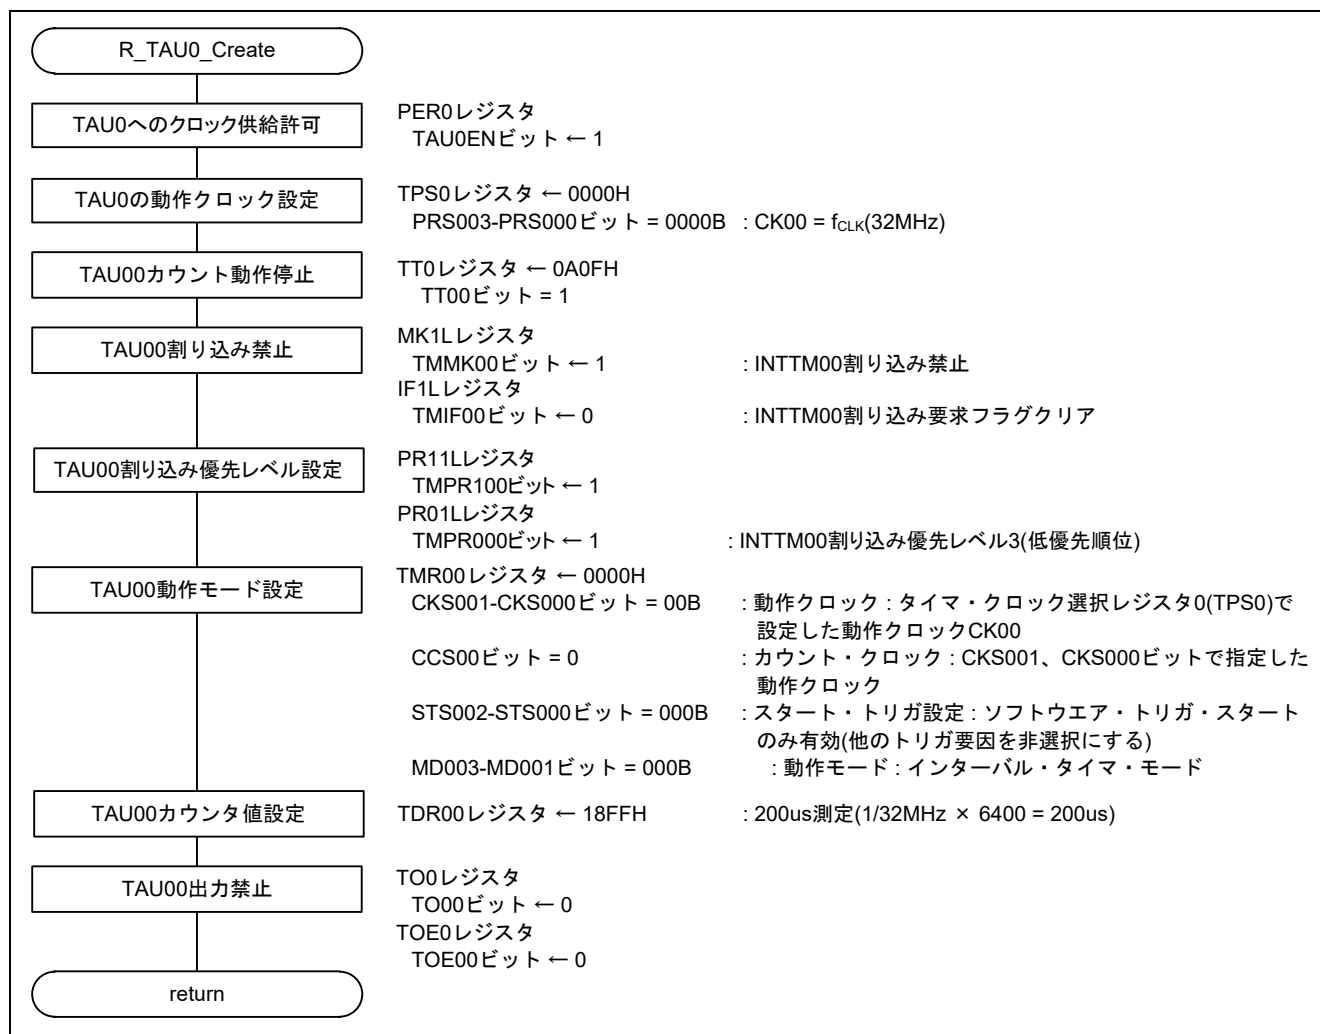 R_TAU0_Create
TAU0へのクロック供給許可
PER0レジスタ
TAU0ENビット ← 1
TAU0の動作クロック設定
TPS0レジスタ ← 0000H
PRS003-PRS000ビット = 0000B : CK00 = fCLK(32MHz)
TAU00カウント動作停止
TT0レジスタ ← 0A0FH
TT00ビット = 1
TAU00割り込み禁止
MK1Lレジスタ
TMMK00ビット ← 1 : INTTM00割り込み禁止
IF1Lレジスタ
TMIF00ビット ← 0 : INTTM00割り込み要求フラグクリア
TAU00割り込み優先レベル設定
PR11Lレジスタ
TMPR100ビット ← 1
PR01Lレジスタ
TMPR000ビット ← 1 : INTTM00割り込み優先レベル3(低優先順位)
TAU00動作モード設定
TMR00レジスタ ← 0000H
CKS001-CKS000ビット = 00B : 動作クロック : タイマ・クロック選択レジスタ0(TPS0)で
設定した動作クロックCK00
CCS00ビット = 0 : カウント・クロック : CKS001、CKS000ビットで指定した
動作クロック
STS002-STS000ビット = 000B : スタート・トリガ設定 : ソフトウエア・トリガ・スタート
のみ有効(他のトリガ要因を非選択にする)
MD003-MD001ビット = 000B : 動作モード : インターバル・タイマ・モード
TAU00カウンタ値設定
TDR00レジスタ ← 18FFH : 200us測定(1/32MHz × 6400 = 200us)
TAU00出力禁止
TO0レジスタ
TO00ビット ← 0
TOE0レジスタ
TOE00ビット ← 0
return